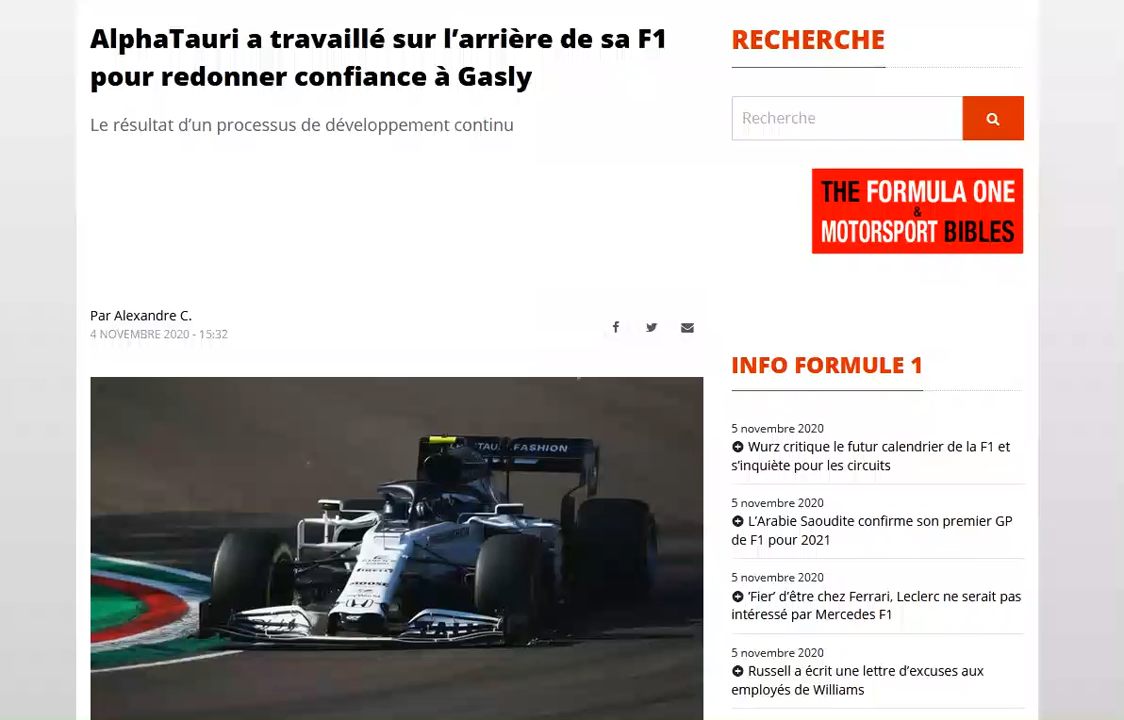 AlphaTauri a travaillé sur l’arrière de sa F1
pour redonner confiance à Gasly
Le résultat d’un processus de développement continu
Par Alexandre C.
4 NOVEMBRE 2020 - 15:32
FASHION
PIRELLI
MOOSE
HONDA
RECHERCHE
Recherche
THE FORMULA ONE
&
MOTORSPORT BIBLES
INFO FORMULE 1
5 novembre 2020
Wurz critique le futur calendrier de la F1 et
s’inquiète pour les circuits
5 novembre 2020
L’Arabie Saoudite confirme son premier GP
de F1 pour 2021
5 novembre 2020
’Fier’ d’être chez Ferrari, Leclerc ne serait pas
intéressé par Mercedes F1
5 novembre 2020
Russell a écrit une lettre d’excuses aux
employés de Williams